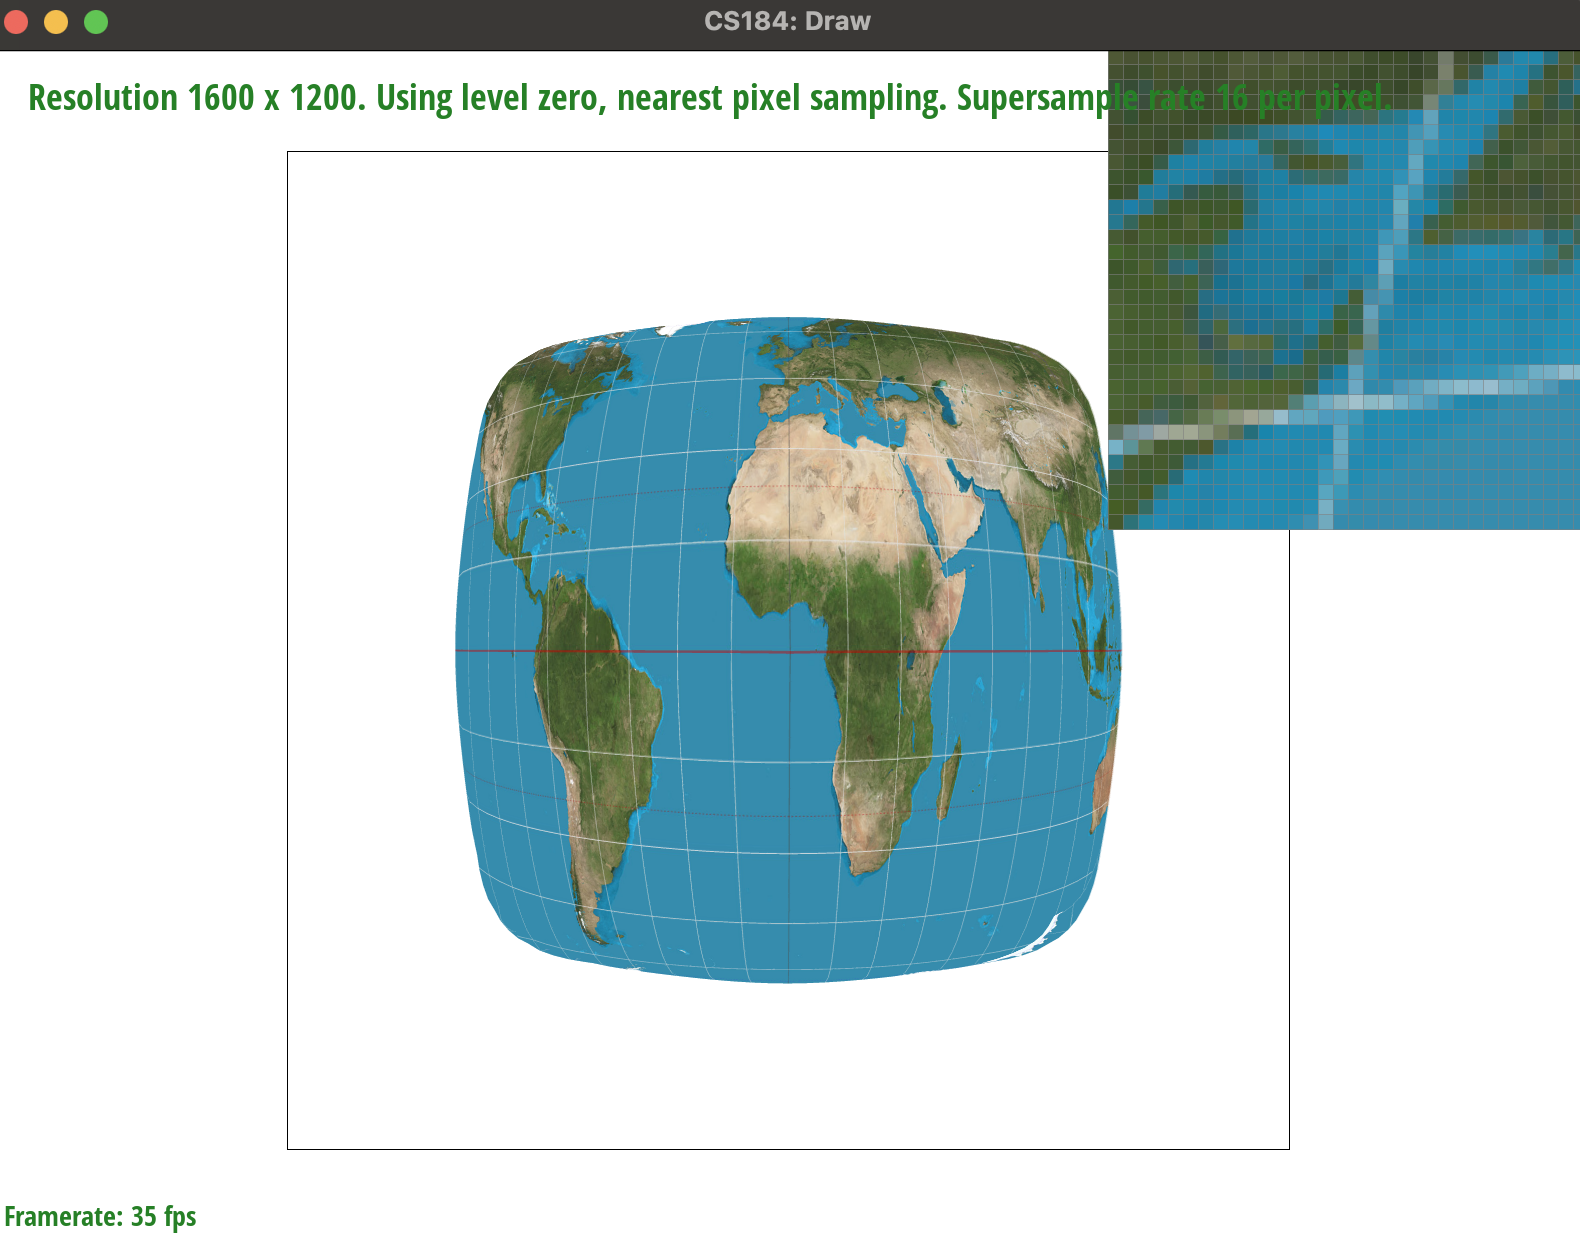 CS184: Draw
Resolution 1600 x 1200. Using level zero, nearest pixel sampling. Supersample rate 16 per pixel.
Framerate: 35 fps